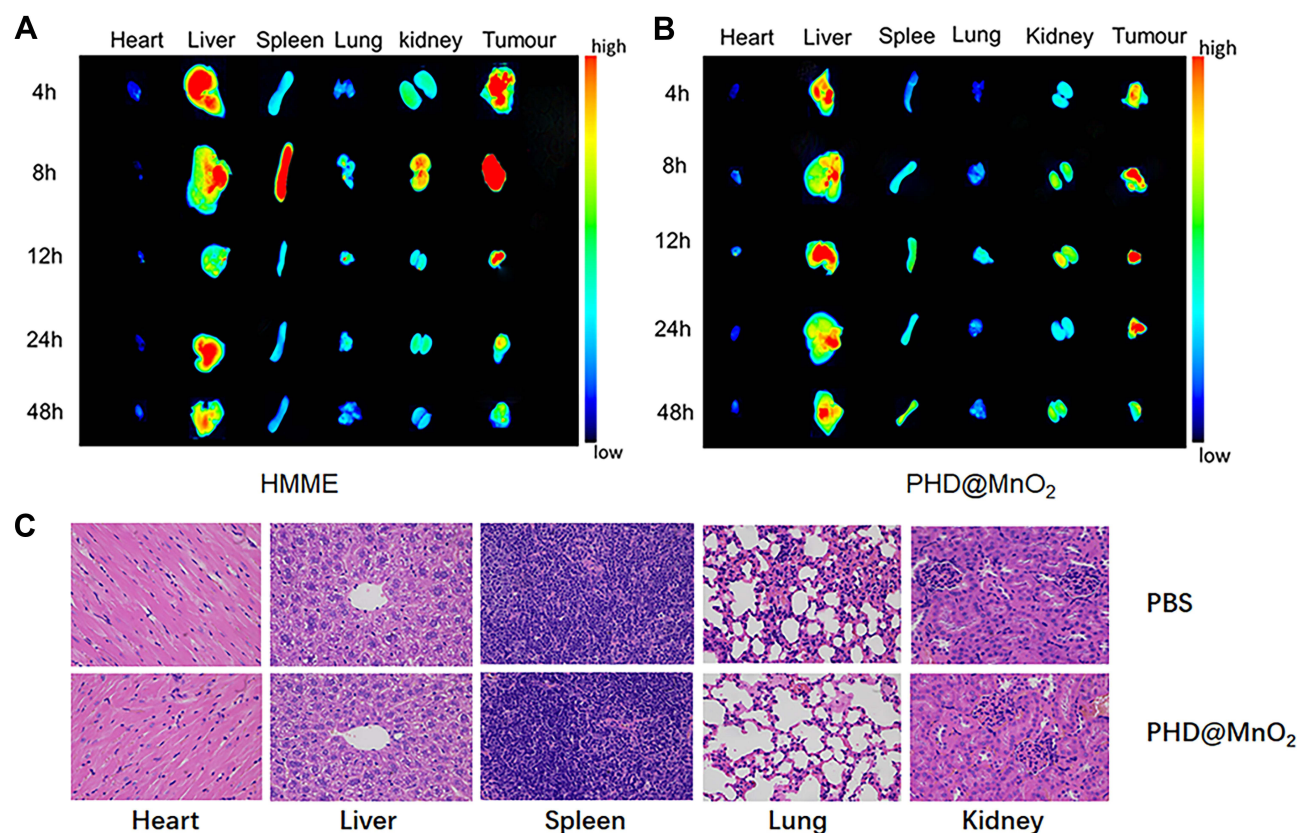 A
Heart Liver Spleen Lung kidney Tumour
high
4h
8h
12h
24h
48h
low
HMME
B
Heart Liver Splee Lung Kidney Tumour
high
4h
8h
12h
24h
48h
low
PHD@MnO₂
C
PBS
PHD@MnO₂
Heart Liver Spleen Lung Kidney